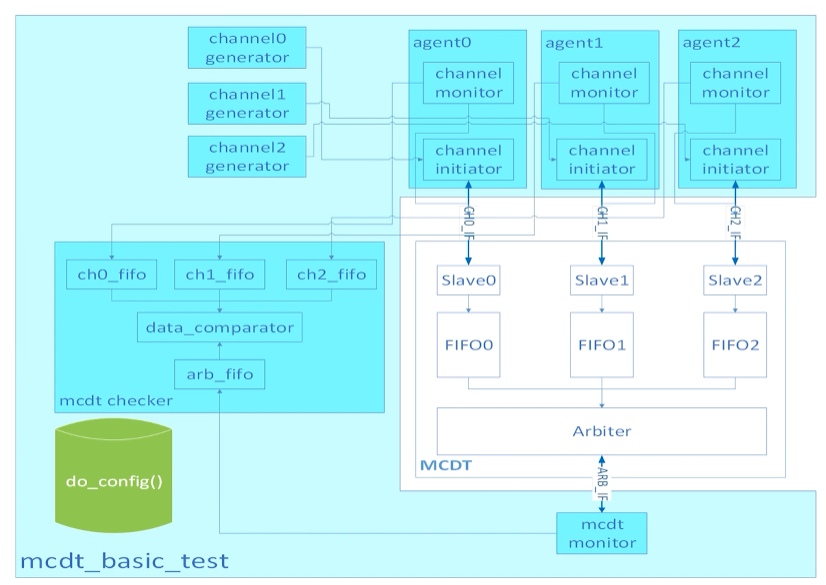 channel0
generator
channel1
generator
channel2
generator
agent0
channel
monitor
channel
initiator
agent1
channel
monitor
channel
initiator
agent2
channel
monitor
channel
initiator
CH0_IF
CH1_IF
CH2_IF
ch0_fifo
ch1_fifo
ch2_fifo
data_comparator
arb_fifo
mcdt checker
Slave0
Slave1
Slave2
FIFO0
FIFO1
FIFO2
Arbiter
MCDT
ARB_IF
do_config()
mcdt
monitor
mcdt_basic_test